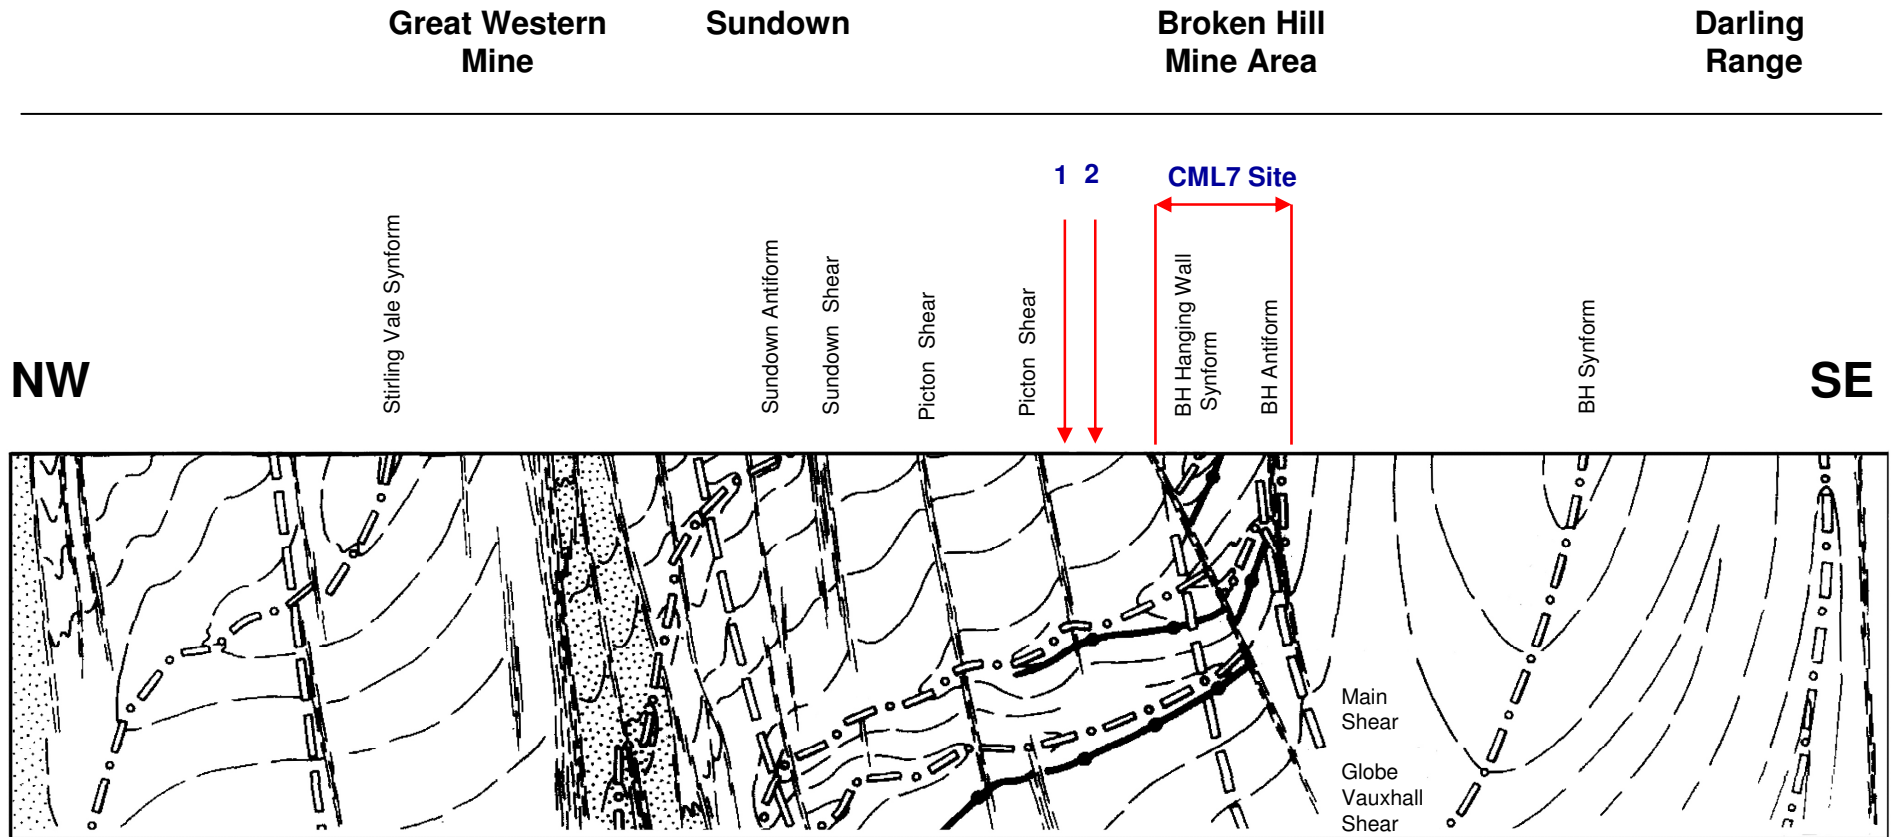 Great Western
Mine
Sundown
Broken Hill
Mine Area
Darling
Range
1
2
CML7 Site
Stirling Vale Synform
Sundown Antiform
Sundown Shear
Picton Shear
Picton Shear
BH Hanging Wall
Synform
BH Antiform
BH Synform
NW
SE
Main
Shear
Globe
Vauxhall
Shear